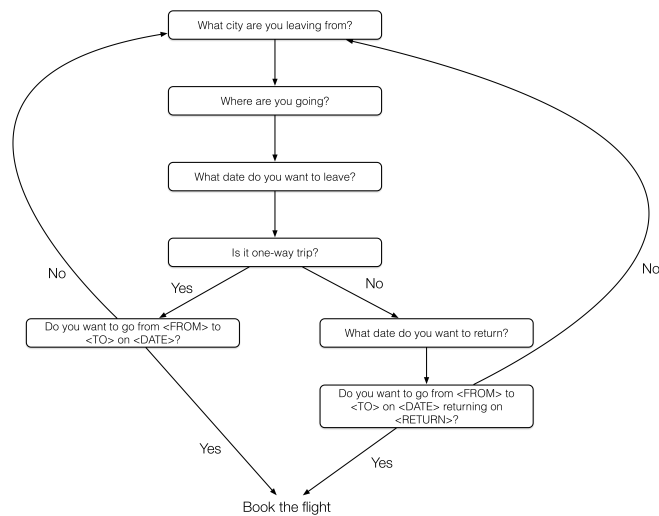 What city are you leaving from?
Where are you going?
What date do you want to leave?
Is it one-way trip?
No
Yes
No
No
Do you want to go from <FROM> to
<TO> on <DATE>?
What date do you want to return?
Do you want to go from <FROM> to
<TO> on <DATE> returning on
<RETURN>?
Yes
Yes
Book the flight